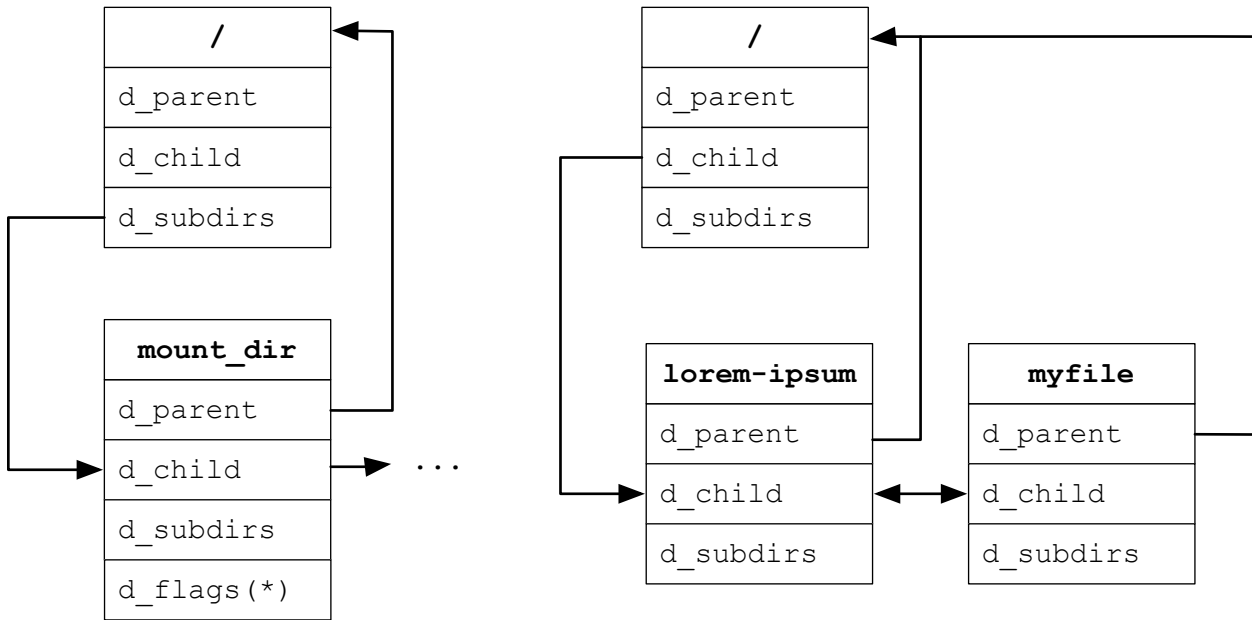 /
d_parent
d_child
d_subdirs
mount_dir
d_parent
d_child
...
d_subdirs
d_flags(*)
/
d_parent
d_child
d_subdirs
lorem-ipsum
d_parent
d_child
d_subdirs
myfile
d_parent
d_child
d_subdirs